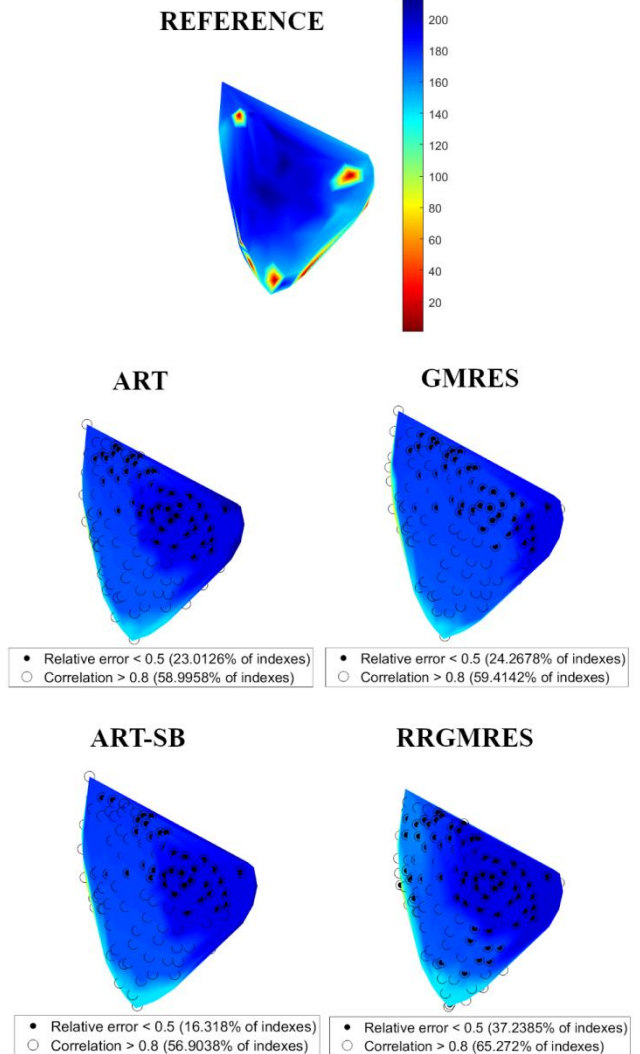 REFERENCE
200
180
160
140
120
100
80
60
40
20
ART
GMRES
Relative error < 0.5 (23.0126% of indexes)
Correlation > 0.8 (58.9958% of indexes)
Relative error < 0.5 (24.2678% of indexes)
Correlation > 0.8 (59.4142% of indexes)
ART-SB
RRGMRES
Relative error < 0.5 (16.318% of indexes)
Correlation > 0.8 (56.9038% of indexes)
Relative error < 0.5 (37.2385% of indexes)
Correlation > 0.8 (65.272% of indexes)